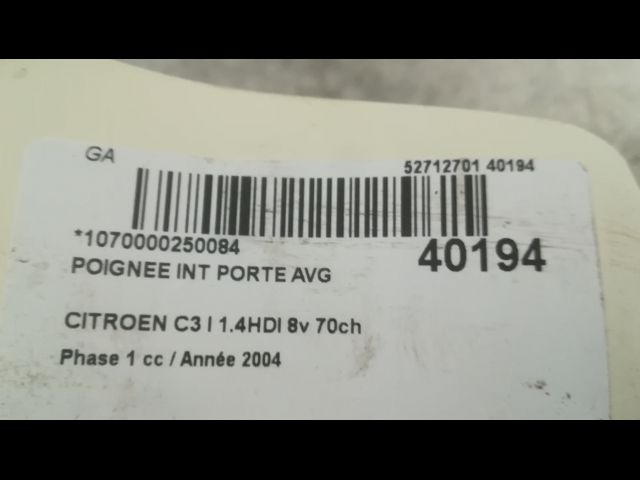 GA
52712701 40194
*1070000250084
40194
POIGNEE INT PORTE AVG
CITROEN C3 I 1.4HDI 8v 70ch
Phase 1 cc / Année 2004